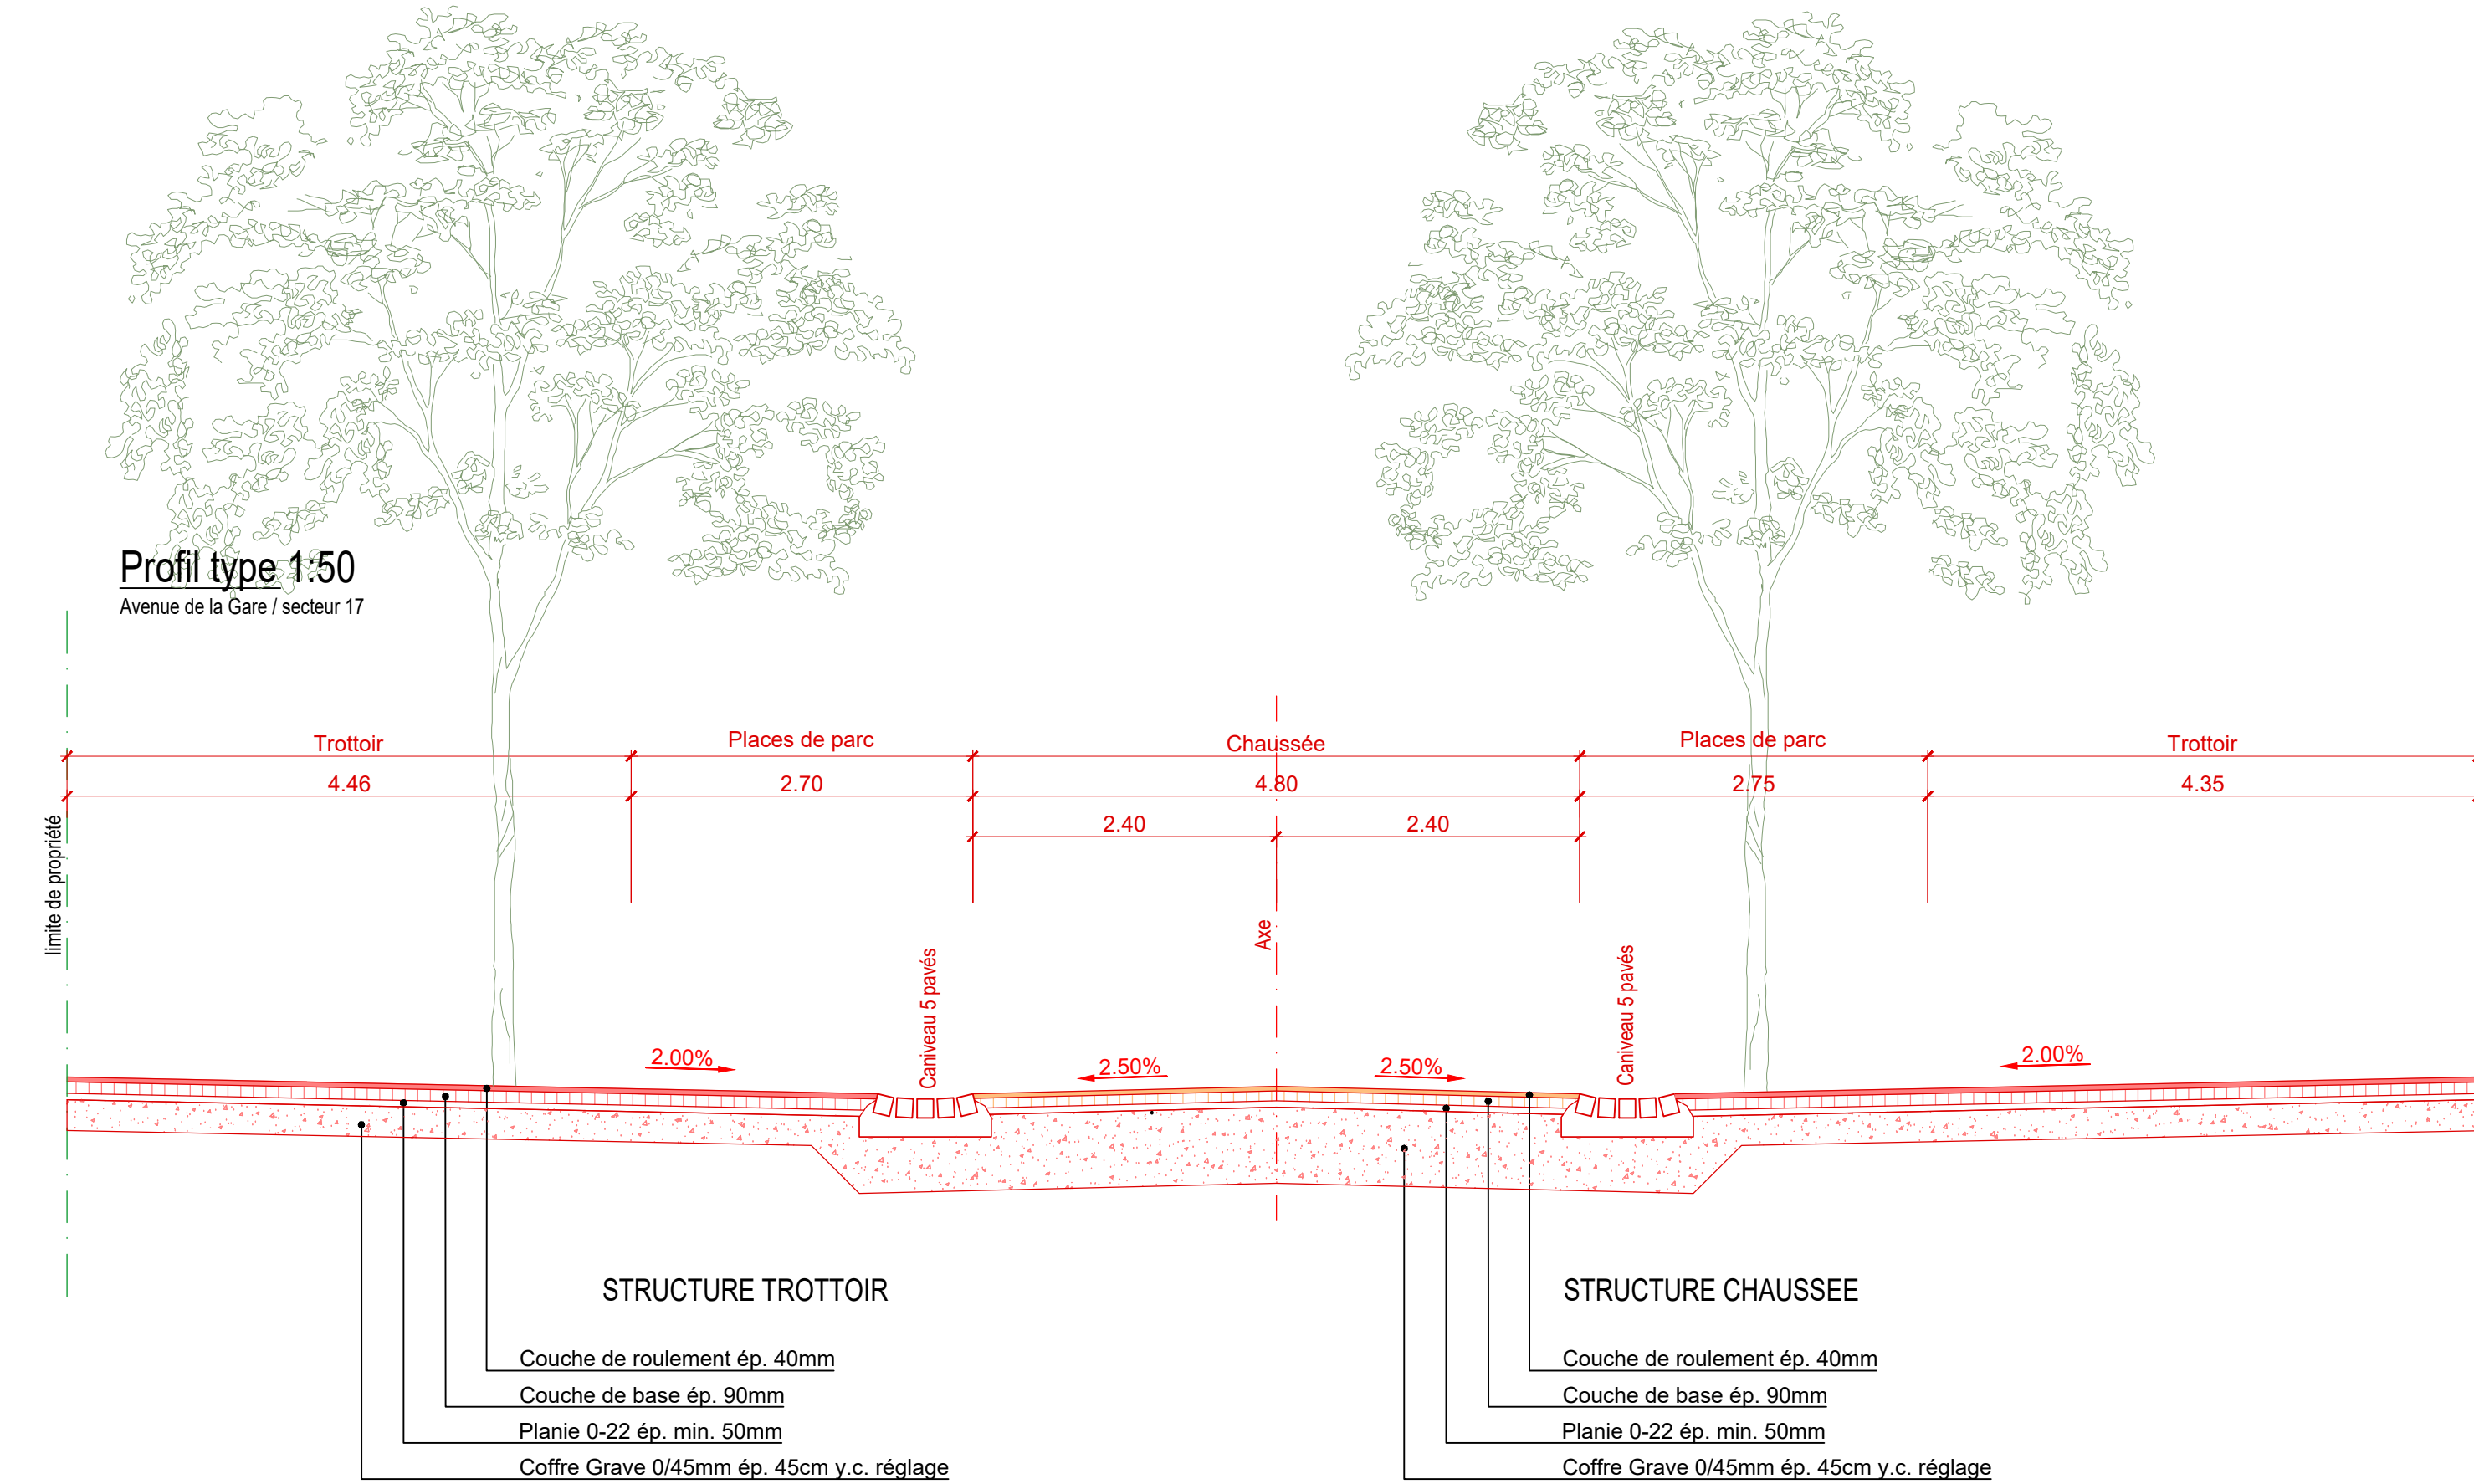 Profil type 1:50
Avenue de la Gare / secteur 17
limite de propriété
Trottoir
Places de parc
Chaussée
Places de parc
Trottoir
4.46
2.70
4.80
2.75
4.35
2.40
2.40
Axe
Caniveau 5 pavés
Caniveau 5 pavés
2.00%
2.50%
2.50%
2.00%
STRUCTURE TROTTOIR
Couche de roulement ép. 40mm
Couche de base ép. 90mm
Planie 0-22 ép. min. 50mm
Coffre Grave 0/45mm ép. 45cm y.c. réglage
STRUCTURE CHAUSSEE
Couche de roulement ép. 40mm
Couche de base ép. 90mm
Planie 0-22 ép. min. 50mm
Coffre Grave 0/45mm ép. 45cm y.c. réglage